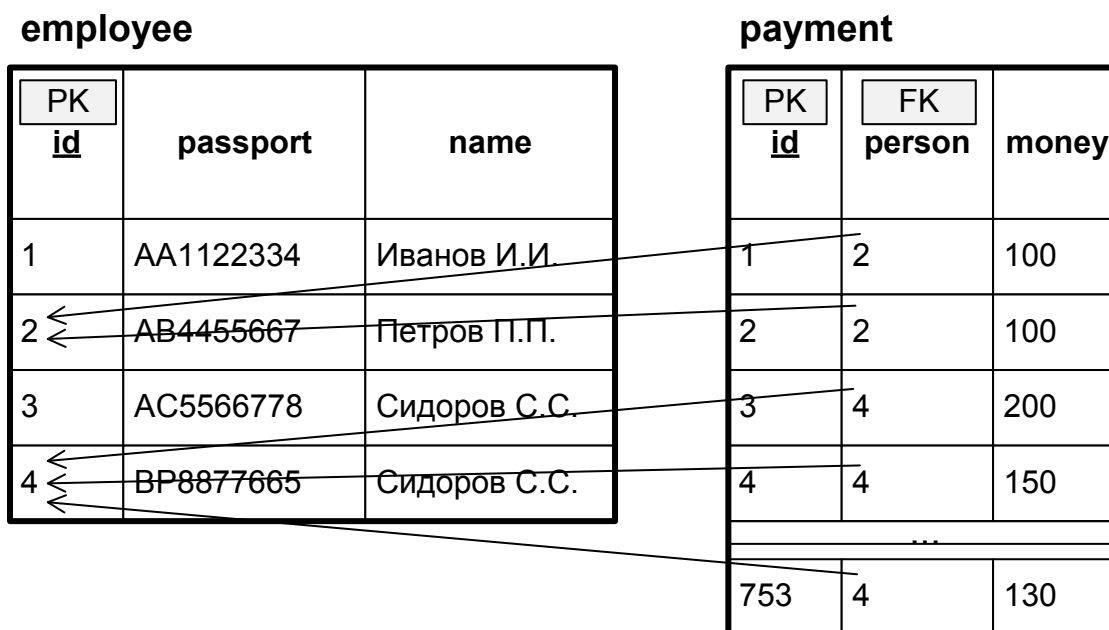 employee payment
PK PK FK
id passport name id person money
1 AA1122334 Иванов И.И. 1 2 100
2 AB4455667 Петров П.П. 2 2 100
3 AC5566778 Сидоров С.С. 3 4 200
4 BP8877665 Сидоров С.С. 4 4 150
...
753 4 130